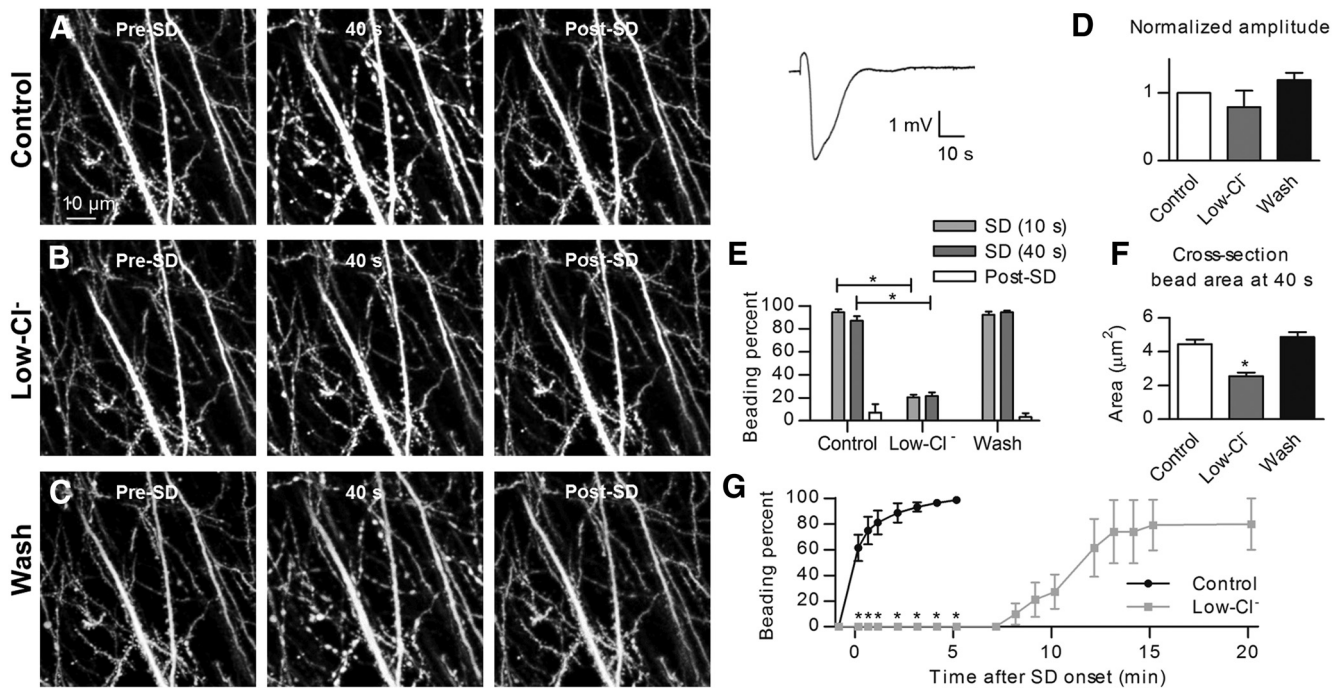 A
Control
Pre-SD
40 s
Post-SD
10 µm
B
Low-Cl⁻
Pre-SD
40 s
Post-SD
C
Wash
Pre-SD
40 s
Post-SD
1 mV
10 s
D
Normalized amplitude
1
0
Control
Low-Cl⁻
Wash
E
SD (10 s)
SD (40 s)
Post-SD
*
*
Beading percent
100
80
60
40
20
0
Control
Low-Cl⁻
Wash
F
Cross-section
bead area at 40 s
Area (µm²)
6
4
2
0
*
Control
Low-Cl⁻
Wash
G
Beading percent
100
80
60
40
20
0
* * * * * * *
Control
Low-Cl⁻
0 5 10 15 20
Time after SD onset (min)